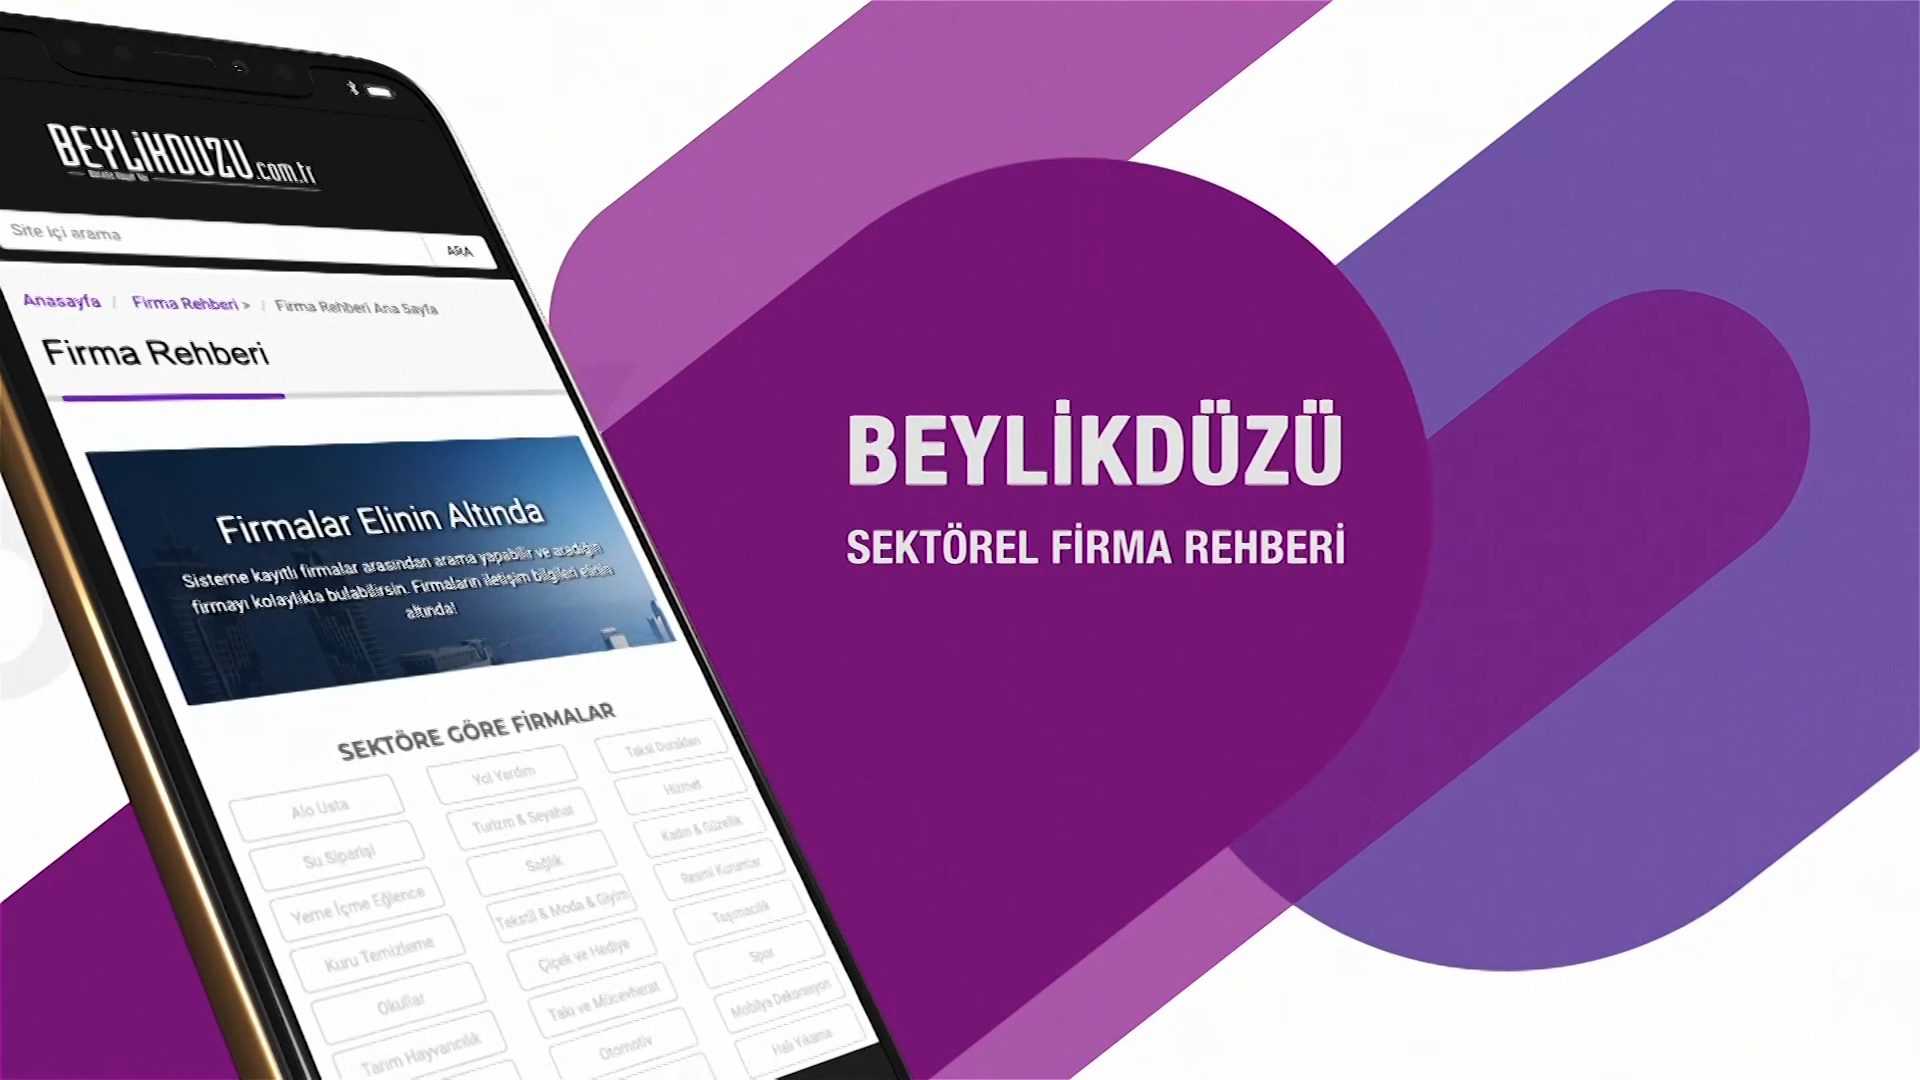 BEYLİKDUZU.com.tr
Site içi arama
ARA
Anasayfa / Firma Rehberi > / Firma Rehberi Ana Sayfa
Firma Rehberi
Firmalar Elinin Altında
Sisteme kayıtlı firmalar arasından arama yapabilir ve aradığın
firmayı kolaylıkla bulabilirsin. Firmaların iletişim bilgileri elinin
altında!
SEKTÖRE GÖRE FİRMALAR
Alo Usta
Yol Yardım
Taksi Durakları
Su Siparişi
Turizm & Seyahat
Hizmet
Yeme İçme Eğlence
Sağlık
Kadın & Güzellik
Kuru Temizleme
Tekstil & Moda & Giyim
Resmi Kurumlar
Okullar
Çiçek ve Hediye
Taşımacılık
Tarım Hayvancılık
Takı ve Mücevherat
Spor
Otomotiv
Mobilya Dekorasyon
Halı Yıkama
BEYLİKDÜZÜ
SEKTÖREL FİRMA REHBERİ